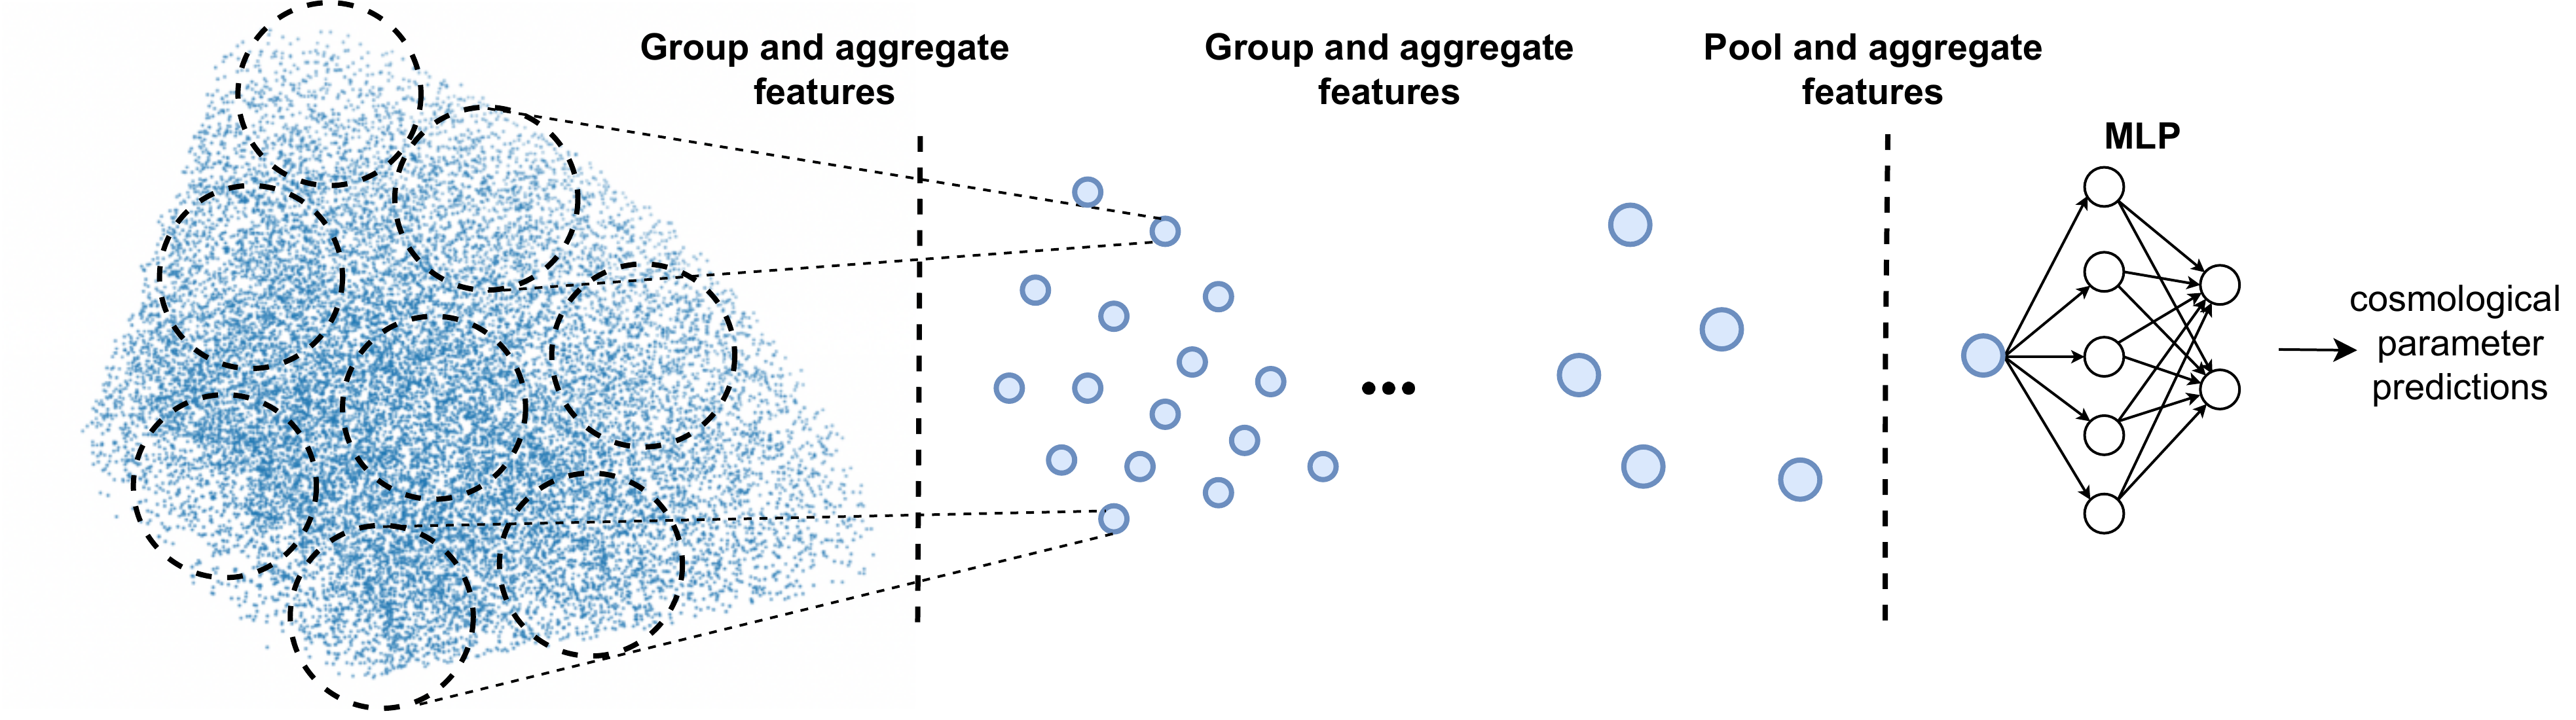 Group and aggregate
features
Group and aggregate
features
Pool and aggregate
features
MLP
cosmological
parameter
predictions